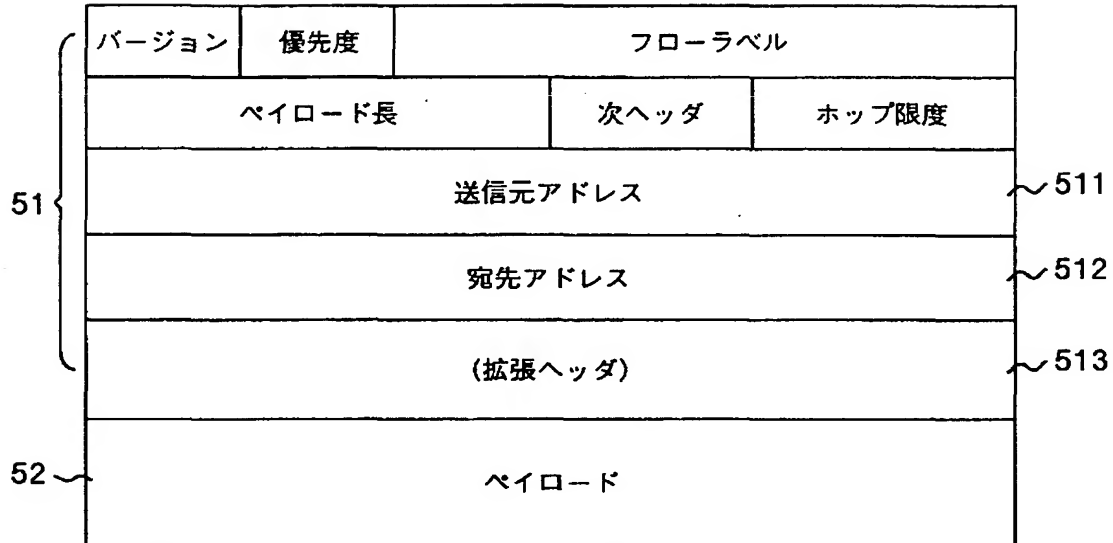 バージョン 優先度 フローラベル
ペイロード長 次ヘッダ ホップ限度
51 送信元アドレス 511
宛先アドレス 512
(拡張ヘッダ) 513
52 ペイロード